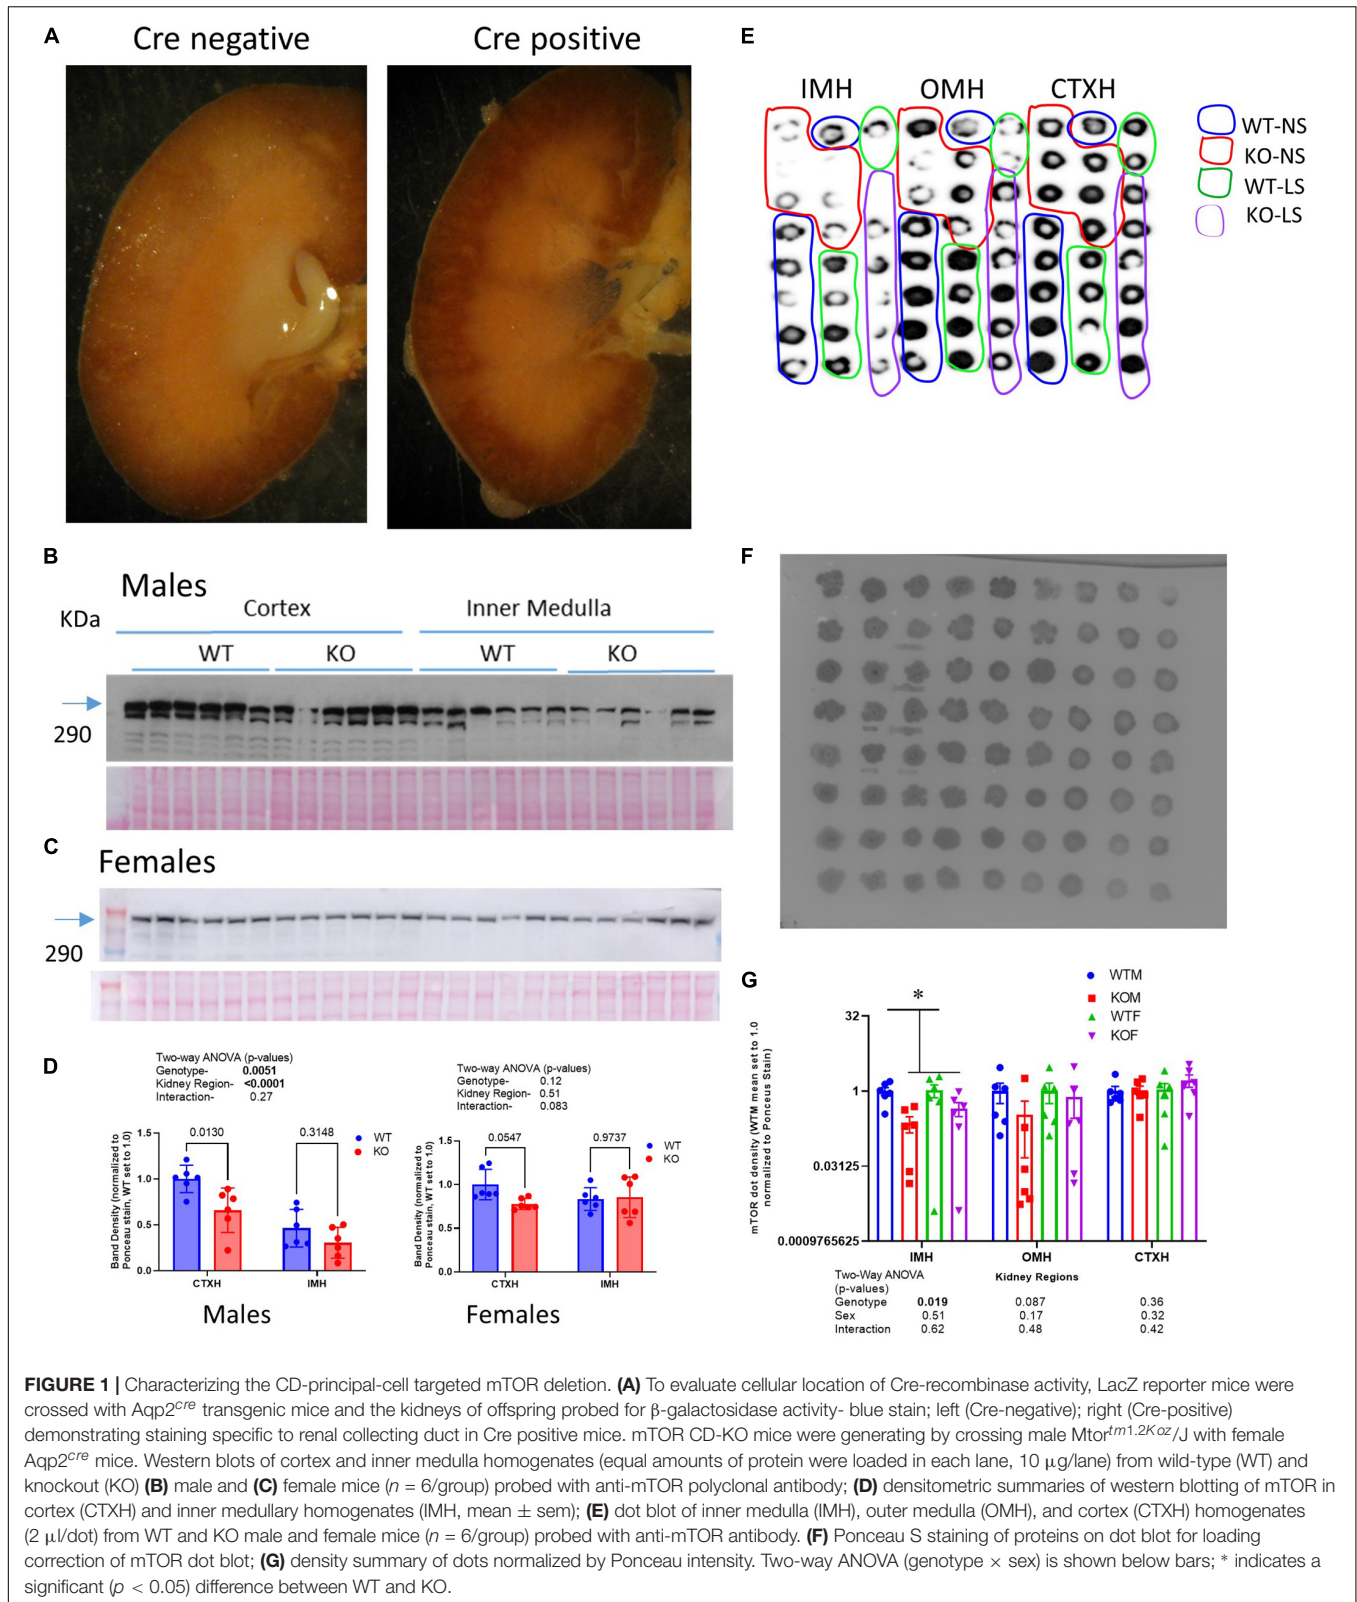 A
Cre negative
Cre positive
B
Males
KDa
Cortex
Inner Medulla
WT
KO
WT
KO
290
C
Females
290
D
Two-way ANOVA (p-values)
Genotype- 0.0051
Kidney Region- <0.0001
Interaction- 0.27
Band Density (normalized to
Ponceau stain, WT set to 1.0)
1.5
1.0
0.5
0.0
0.0130
0.3148
WT
KO
CTXH
IMH
Males
Two-way ANOVA (p-values)
Genotype- 0.12
Kidney Region- 0.51
Interaction- 0.083
Band Density (normalized to
Ponceau stain, WT set to 1.0)
1.5
1.0
0.5
0.0
0.0547
0.9737
WT
KO
CTXH
IMH
Females
E
IMH
OMH
CTXH
WT-NS
KO-NS
WT-LS
KO-LS
F
G
WTM
KOM
WTF
KOF
mTOR dot density (WTM mean set to 1.0
normalized to Ponceus Stain)
32
1
0.03125
0.0009765625
*
IMH
OMH
CTXH
Kidney Regions
Two-Way ANOVA
(p-values)
Genotype 0.019 0.087 0.36
Sex 0.51 0.17 0.32
Interaction 0.62 0.48 0.42
FIGURE 1 | Characterizing the CD-principal-cell targeted mTOR deletion. (A) To evaluate cellular location of Cre-recombinase activity, LacZ reporter mice were
crossed with Aqp2cre transgenic mice and the kidneys of offspring probed for β-galactosidase activity- blue stain; left (Cre-negative); right (Cre-positive)
demonstrating staining specific to renal collecting duct in Cre positive mice. mTOR CD-KO mice were generating by crossing male Mtortm1.2Koz/J with female
Aqp2cre mice. Western blots of cortex and inner medulla homogenates (equal amounts of protein were loaded in each lane, 10 μg/lane) from wild-type (WT) and
knockout (KO) (B) male and (C) female mice (n = 6/group) probed with anti-mTOR polyclonal antibody; (D) densitometric summaries of western blotting of mTOR in
cortex (CTXH) and inner medullary homogenates (IMH, mean ± sem); (E) dot blot of inner medulla (IMH), outer medulla (OMH), and cortex (CTXH) homogenates
(2 μl/dot) from WT and KO male and female mice (n = 6/group) probed with anti-mTOR antibody. (F) Ponceau S staining of proteins on dot blot for loading
correction of mTOR dot blot; (G) density summary of dots normalized by Ponceau intensity. Two-way ANOVA (genotype × sex) is shown below bars; * indicates a
significant (p < 0.05) difference between WT and KO.